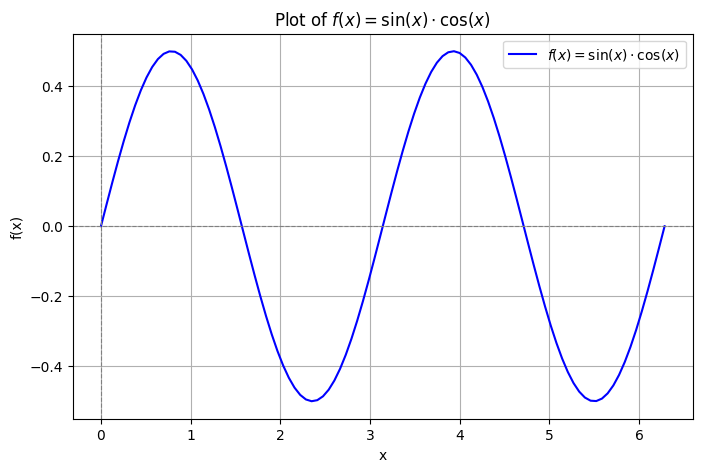 Plot of f(x) = sin(x) · cos(x)
f(x) = sin(x) · cos(x)
f(x)
0.4
0.2
0.0
−0.2
−0.4
0 1 2 3 4 5 6
x